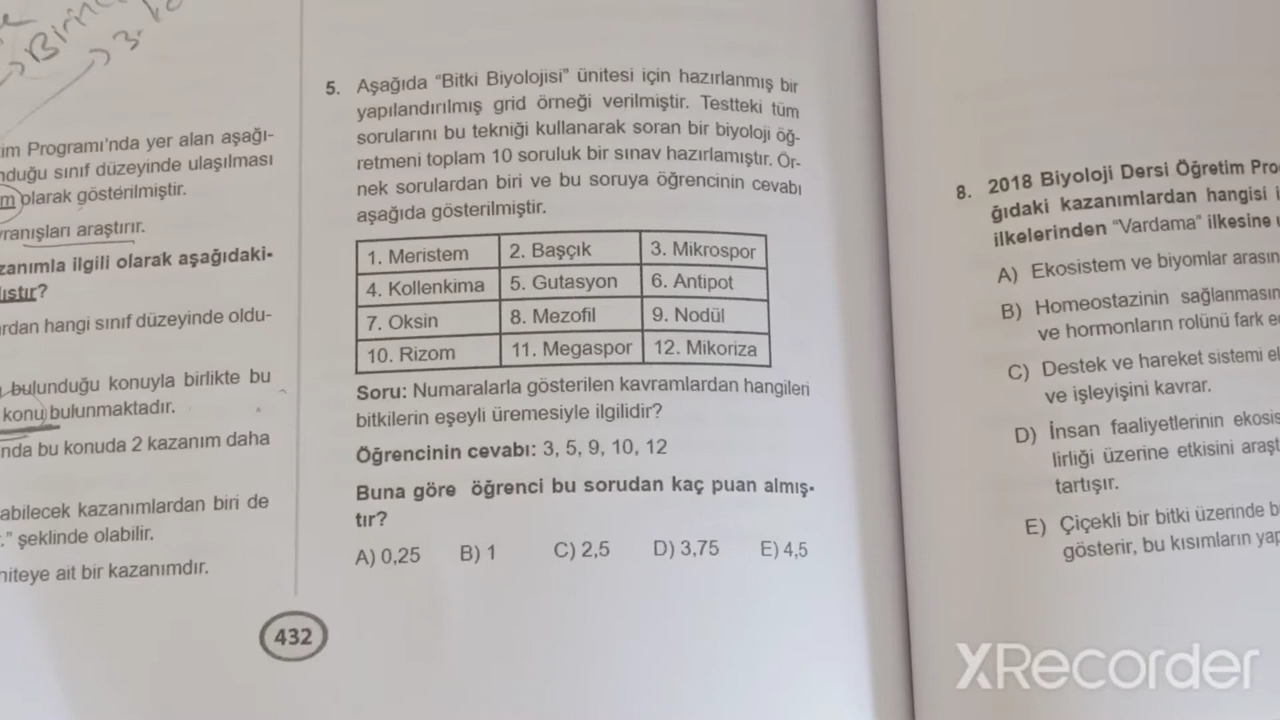 Birin
3.
im Programı'nda yer alan aşağı-
nduğu sınıf düzeyinde ulaşılması
m olarak gösterilmiştir.
ranışları araştırır.
zanımla ilgili olarak aşağıdaki-
lıştır?
rdan hangi sınıf düzeyinde oldu-
bulunduğu konuyla birlikte bu
konu bulunmaktadır.
nda bu konuda 2 kazanım daha
abilecek kazanımlardan biri de
." şeklinde olabilir.
niteye ait bir kazanımdır.
5. Aşağıda "Bitki Biyolojisi" ünitesi için hazırlanmış bir
yapılandırılmış grid örneği verilmiştir. Testteki tüm
sorularını bu tekniği kullanarak soran bir biyoloji öğ-
retmeni toplam 10 soruluk bir sınav hazırlamıştır. Ör-
nek sorulardan biri ve bu soruya öğrencinin cevabı
aşağıda gösterilmiştir.
1. Meristem 2. Başçık 3. Mikrospor
4. Kollenkima 5. Gutasyon 6. Antipot
7. Oksin 8. Mezofil 9. Nodül
10. Rizom 11. Megaspor 12. Mikoriza
Soru: Numaralarla gösterilen kavramlardan hangileri
bitkilerin eşeyli üremesiyle ilgilidir?
Öğrencinin cevabı: 3, 5, 9, 10, 12
Buna göre öğrenci bu sorudan kaç puan almış-
tır?
A) 0,25 B) 1 C) 2,5 D) 3,75 E) 4,5
432
8. 2018 Biyoloji Dersi Öğretim Pro
ğıdaki kazanımlardan hangisi i
ilkelerinden "Vardama" ilkesine
A) Ekosistem ve biyomlar arasın
B) Homeostazinin sağlanmasın
ve hormonların rolünü fark e
C) Destek ve hareket sistemi
ve işleyişini kavrar.
D) İnsan faaliyetlerinin ekosis
lirliği üzerine etkisini araşt
tartışır.
E) Çiçekli bir bitki üzerinde b
gösterir, bu kısımların yap
XRecorder